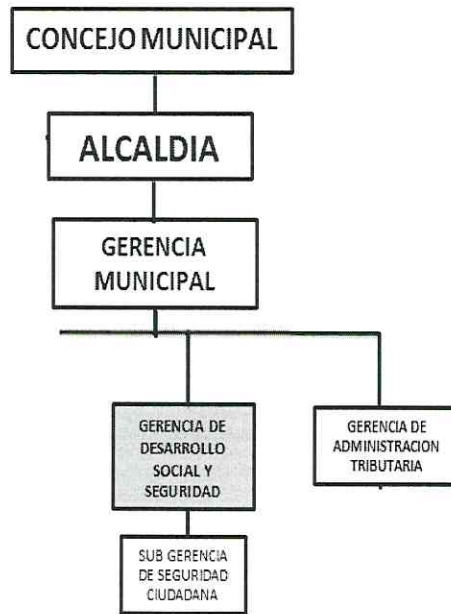 CONCEJO MUNICIPAL
ALCALDIA
GERENCIA
MUNICIPAL
GERENCIA DE
DESARROLLO
SOCIAL Y
SEGURIDAD
GERENCIA DE
ADMINISTRACION
TRIBUTARIA
SUB GERENCIA
DE SEGURIDAD
CIUDADANA